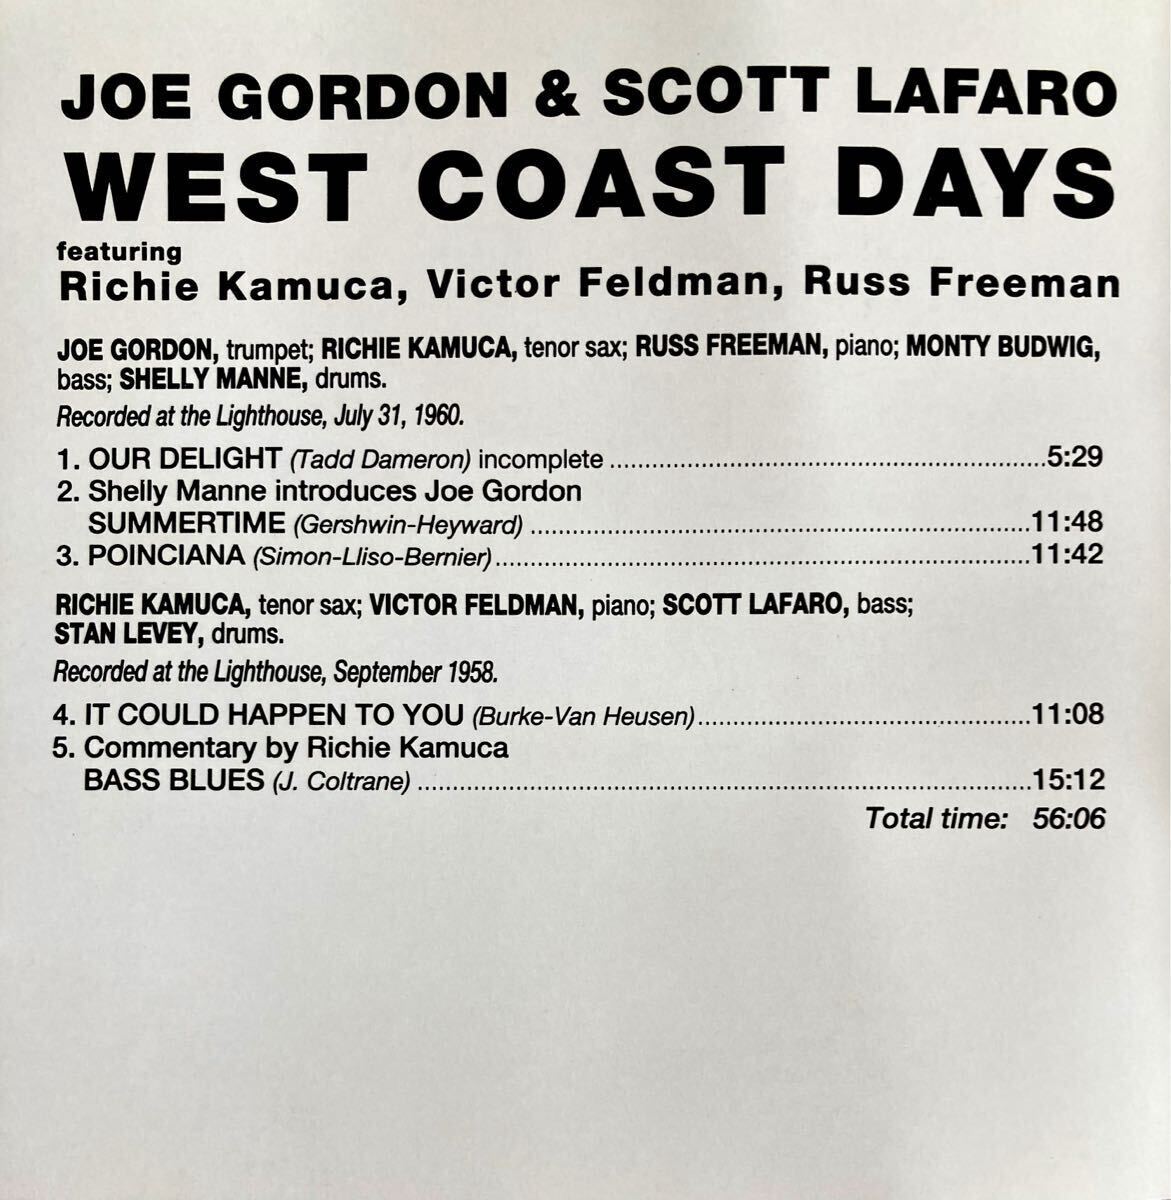 JOE GORDON & SCOTT LAFARO
WEST COAST DAYS
featuring
Richie Kamuca, Victor Feldman, Russ Freeman
JOE GORDON, trumpet; RICHIE KAMUCA, tenor sax; RUSS FREEMAN, piano; MONTY BUDWIG,
bass; SHELLY MANNE, drums.
Recorded at the Lighthouse, July 31, 1960.
1. OUR DELIGHT (Tadd Dameron) incomplete ..........5:29
2. Shelly Manne introduces Joe Gordon
SUMMERTIME (Gershwin-Heyward) ..........11:48
3. POINCIANA (Simon-Lliso-Bernier)..........11:42
RICHIE KAMUCA, tenor sax; VICTOR FELDMAN, piano; SCOTT LAFARO, bass;
STAN LEVEY, drums.
Recorded at the Lighthouse, September 1958.
4. IT COULD HAPPEN TO YOU (Burke-Van Heusen)..........11:08
5. Commentary by Richie Kamuca
BASS BLUES (J. Coltrane) ..........15:12
Total time: 56:06